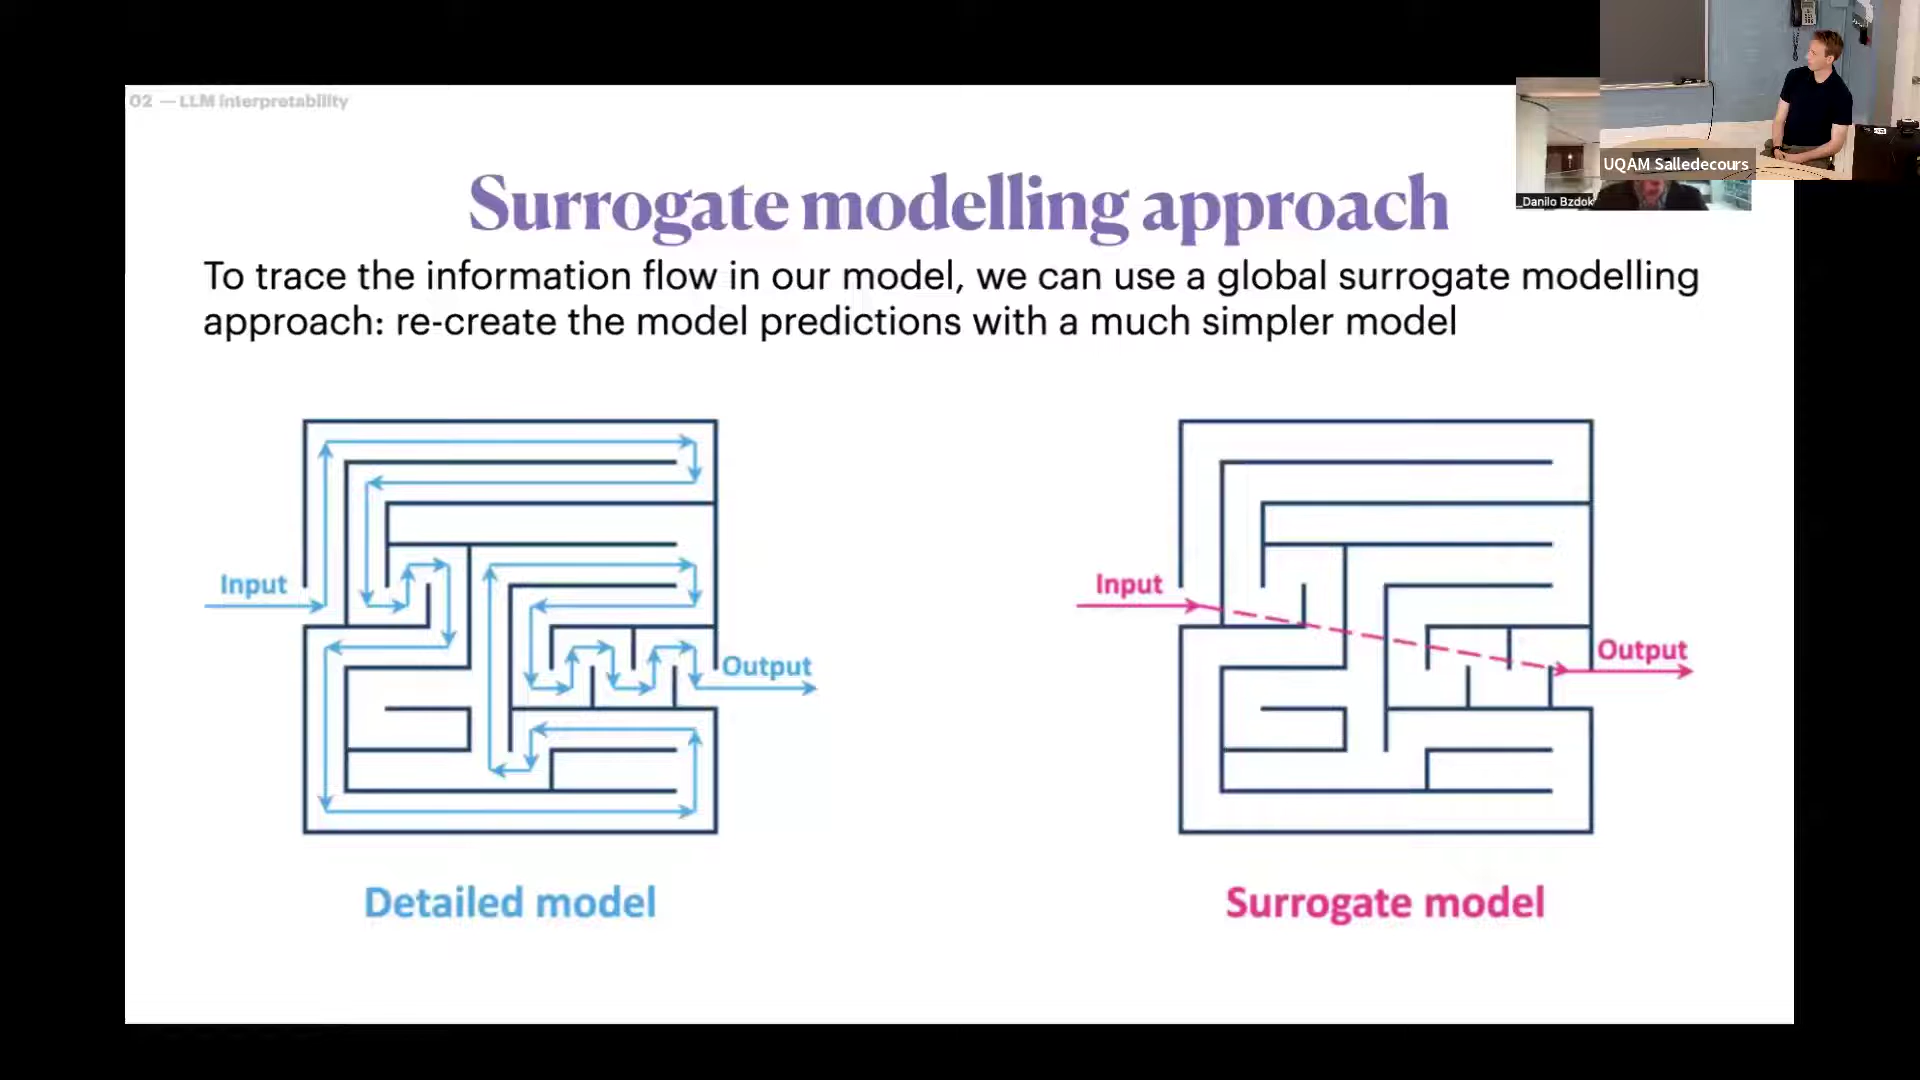 02 — LLM interpretability
UQAM Salledecours
_Danilo Bzdok
Surrogate modelling approach
To trace the information flow in our model, we can use a global surrogate modelling
approach: re-create the model predictions with a much simpler model
Input
Output
Detailed model
Input
Output
Surrogate model